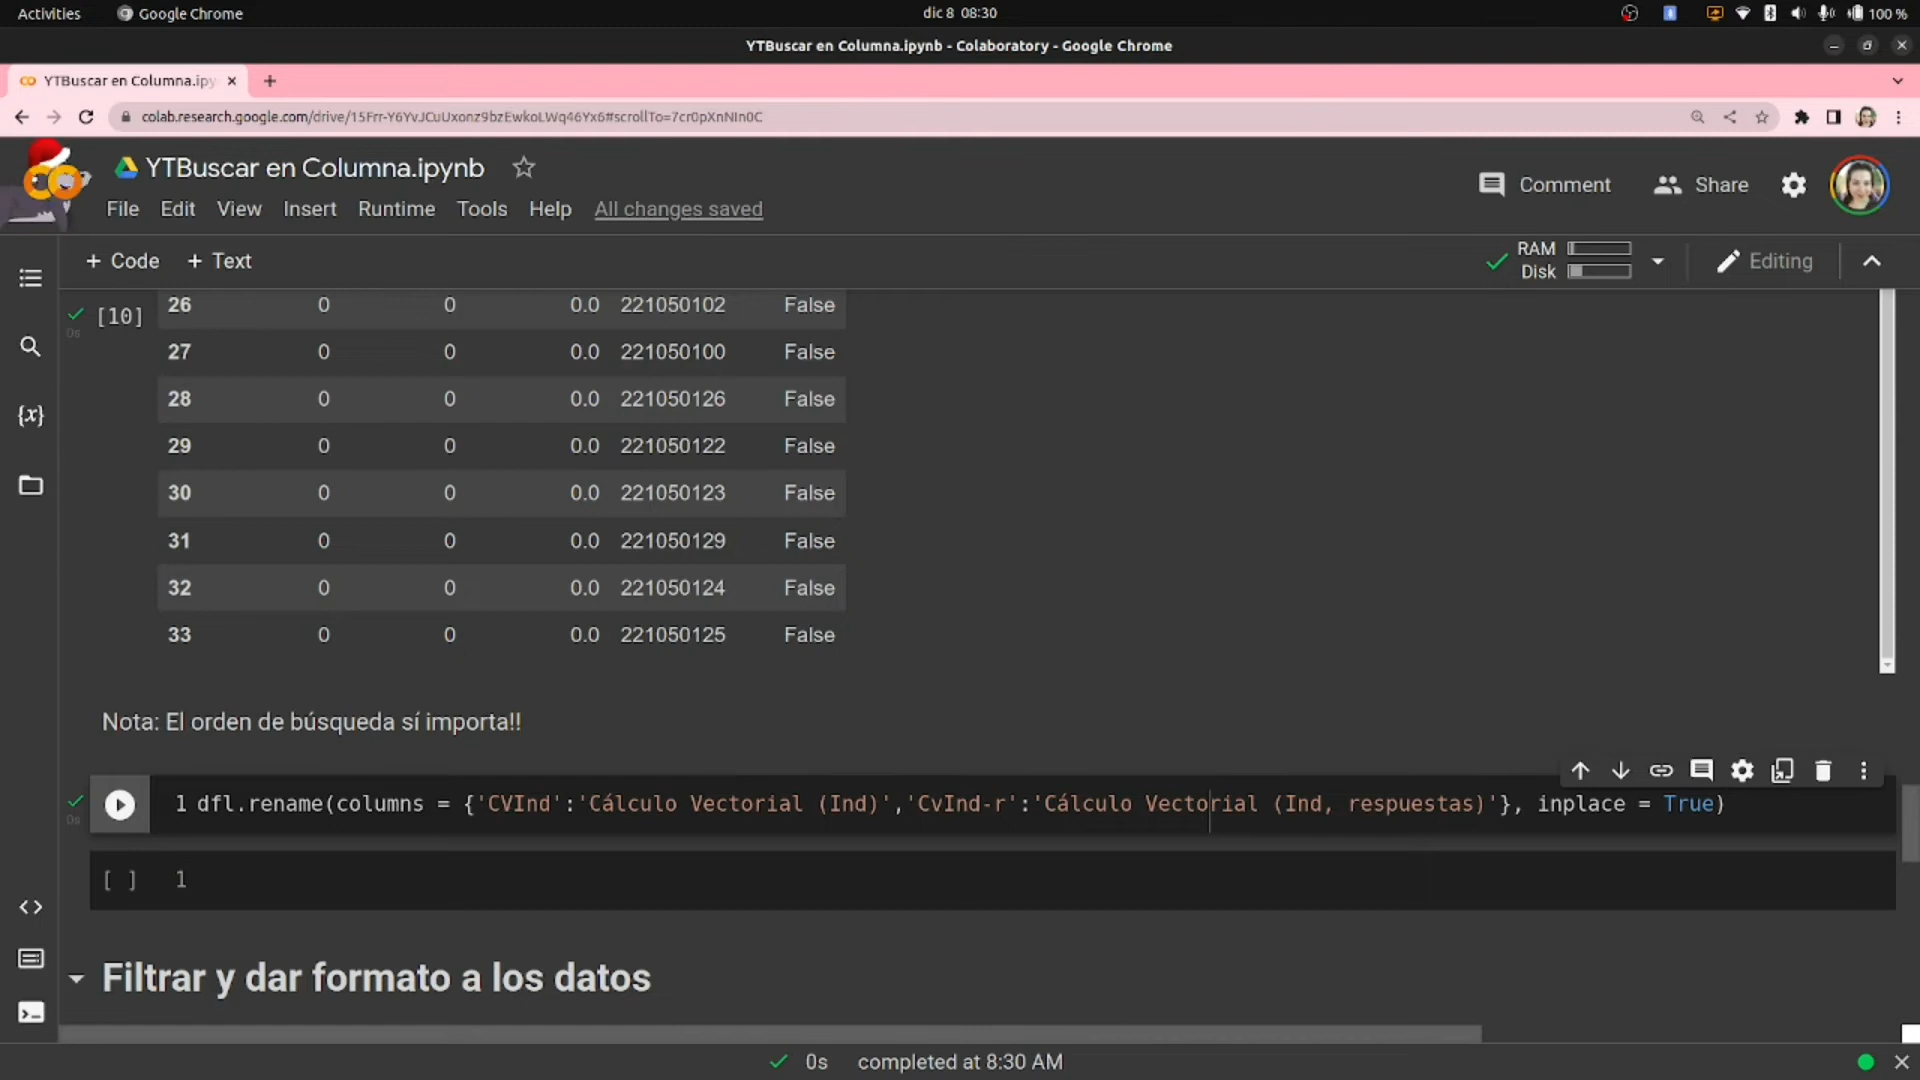 Activities Google Chrome dic 8 08:30 100 %
YTBuscar en Columna.ipynb - Colaboratory - Google Chrome
YTBuscar en Columna.ipy
colab.research.google.com/drive/15Frr-Y6YvJCuUxonz9bzEwkoLWq46Yx6#scrollTo=7cr0pXnNIn0C
YTBuscar en Columna.ipynb
Comment Share
File Edit View Insert Runtime Tools Help All changes saved
+ Code + Text RAM Disk Editing
[10] 26 0 0 0.0 221050102 False
0s
27 0 0 0.0 221050100 False
28 0 0 0.0 221050126 False
{x}
29 0 0 0.0 221050122 False
30 0 0 0.0 221050123 False
31 0 0 0.0 221050129 False
32 0 0 0.0 221050124 False
33 0 0 0.0 221050125 False
Nota: El orden de búsqueda sí importa!!
1 dfl.rename(columns = {'CVInd':'Cálculo Vectorial (Ind)','CvInd-r':'Cálculo Vectorial (Ind, respuestas)'}, inplace = True)
0s
[ ] 1
Filtrar y dar formato a los datos
0s completed at 8:30 AM